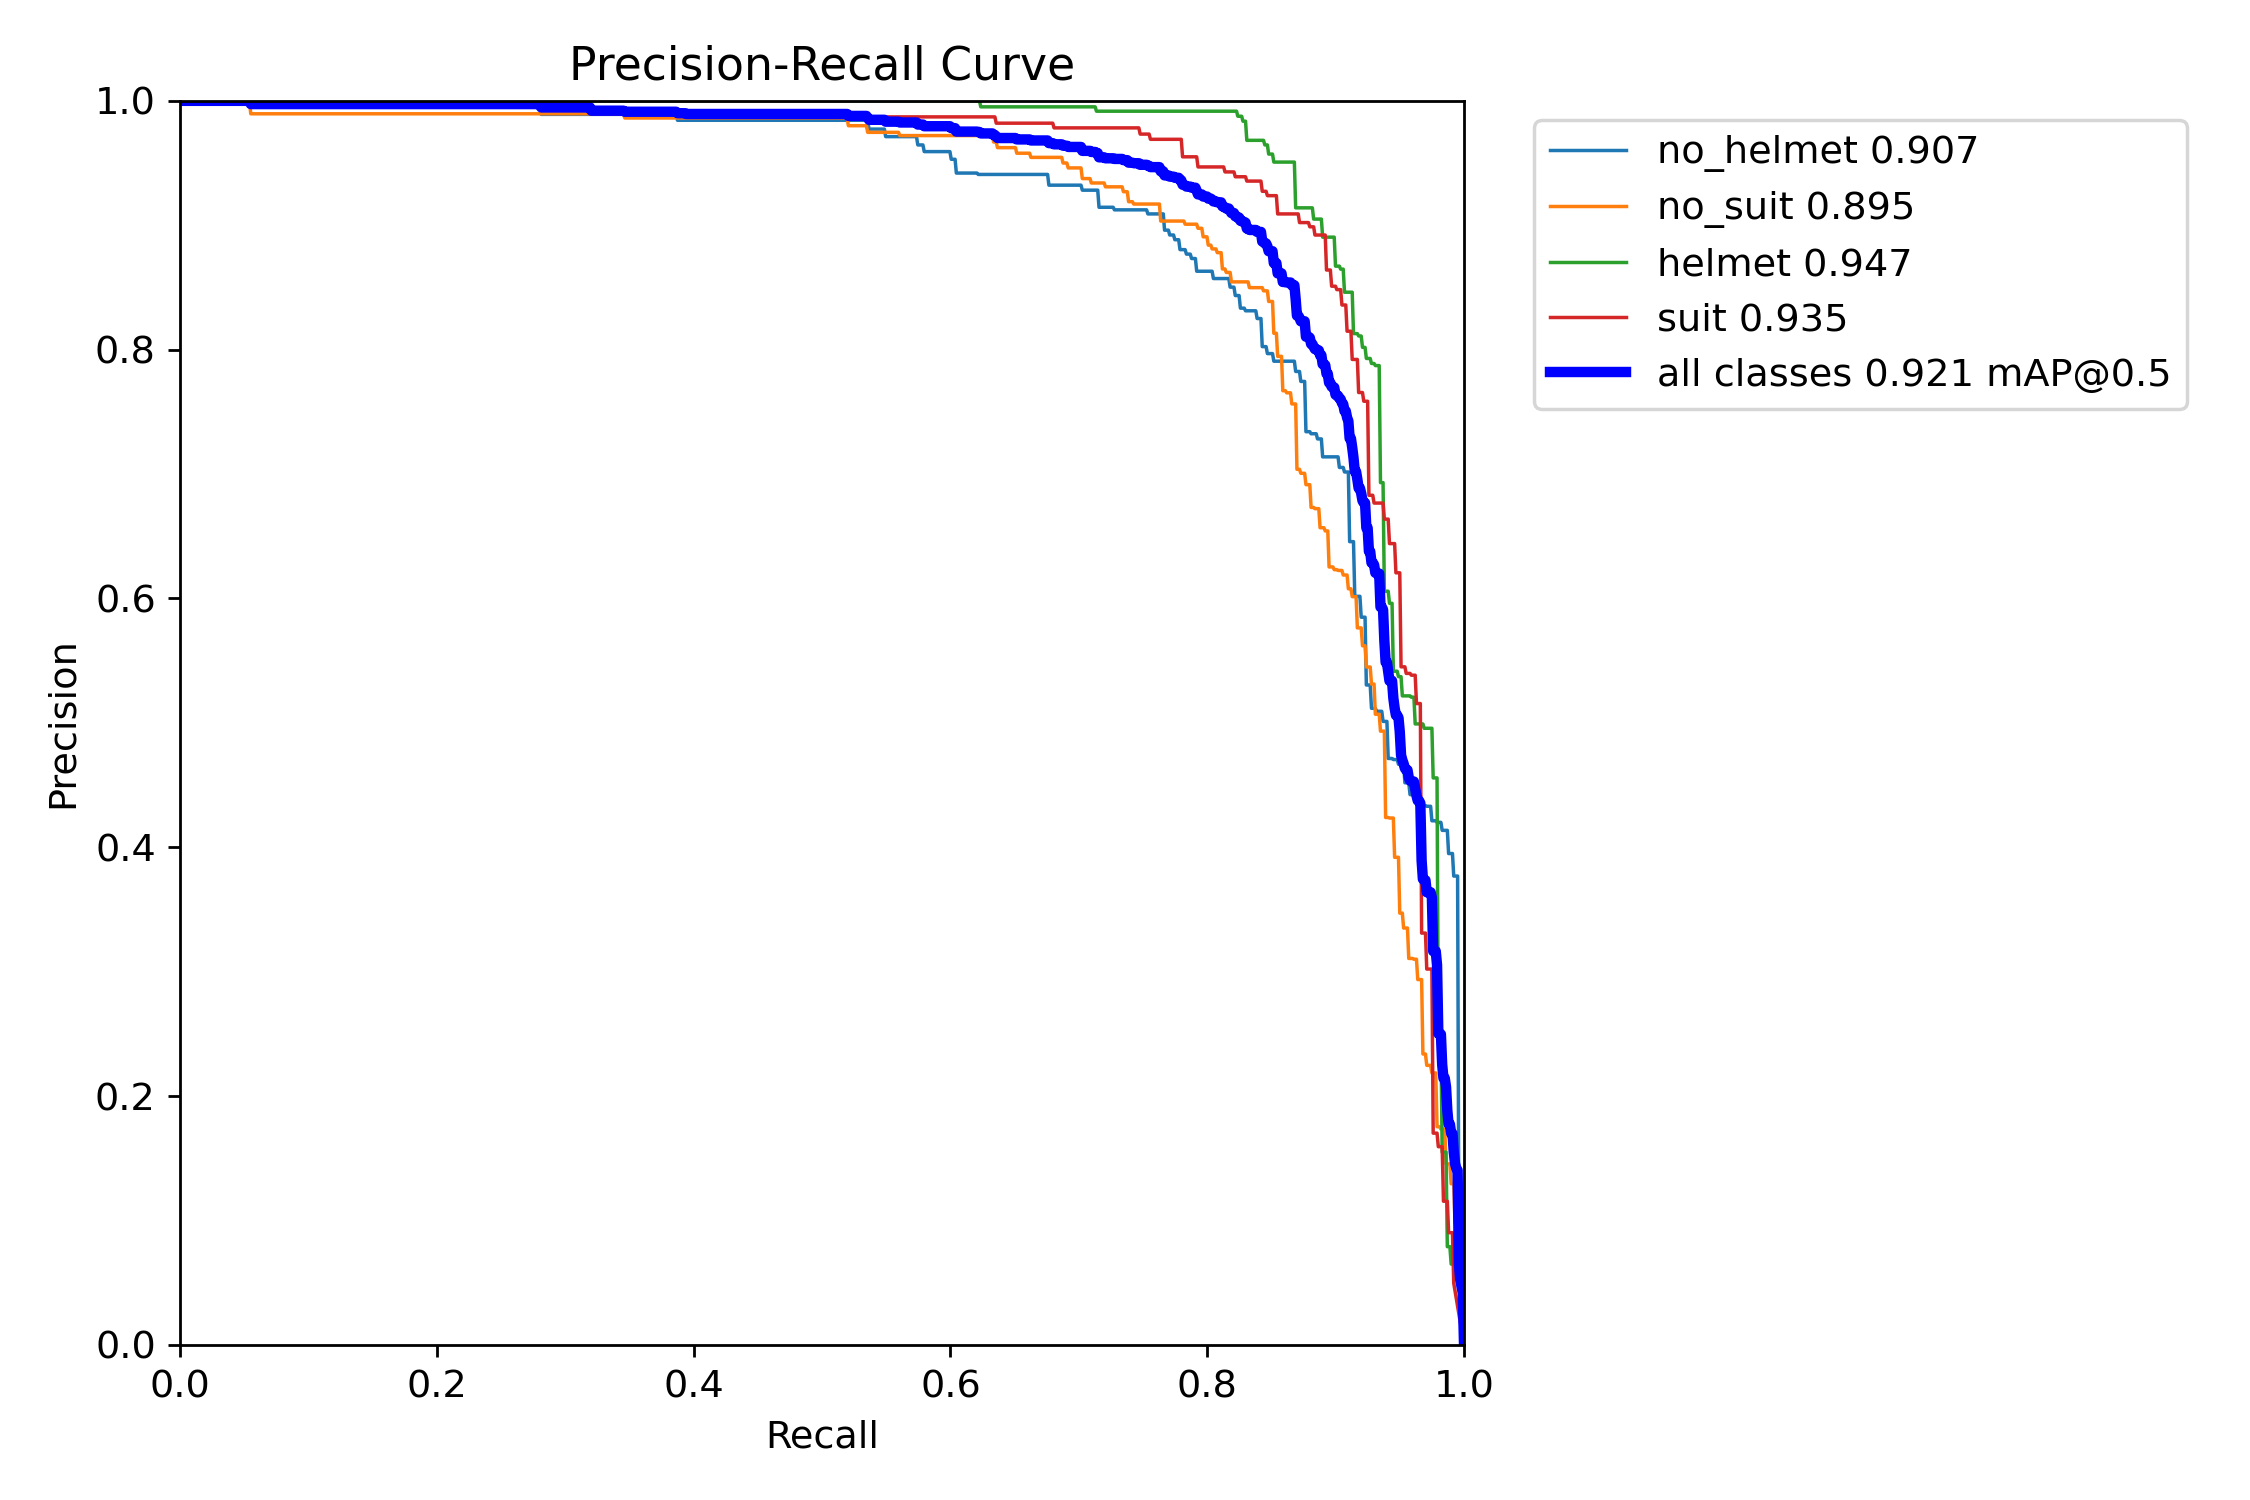 Precision-Recall Curve
1.0
0.8
0.6
0.4
0.2
0.0
Precision
0.0 0.2 0.4 0.6 0.8 1.0
Recall
no_helmet 0.907
no_suit 0.895
helmet 0.947
suit 0.935
all classes 0.921 mAP@0.5